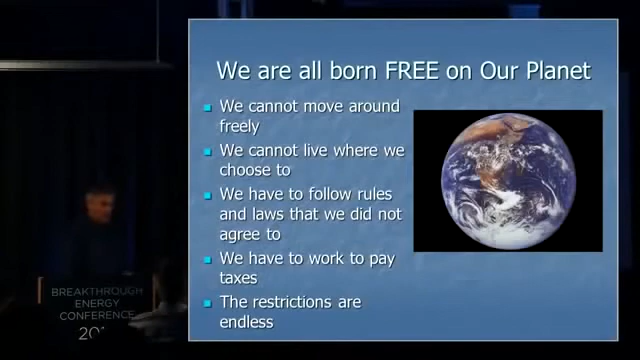 We are all born FREE on Our Planet
We cannot move around
freely
We cannot live where we
choose to
We have to follow rules
and laws that we did not
agree to
We have to work to pay
taxes
The restrictions are
endless
BREAKTHROUGH
ENERGY
CONFERENCE